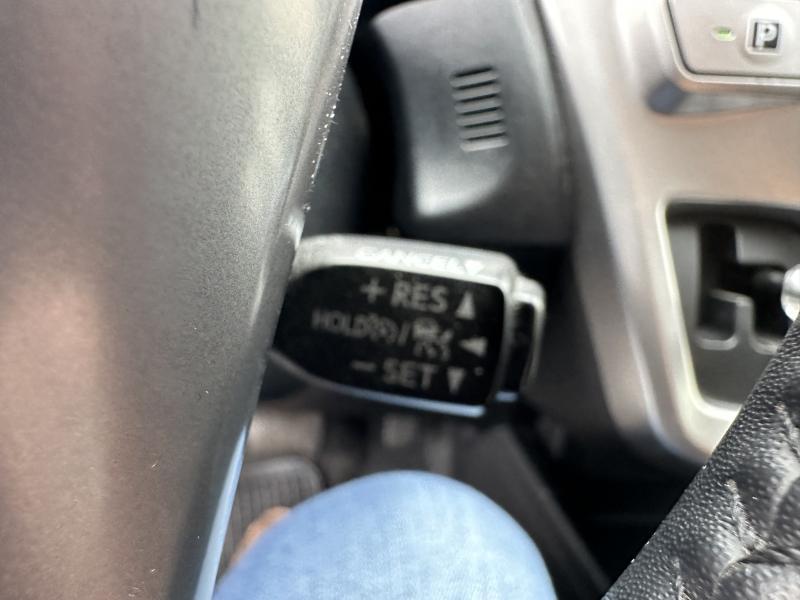 P
CANCEL▼
+RES▲
HOLD(S)/ ◄
−SET▼